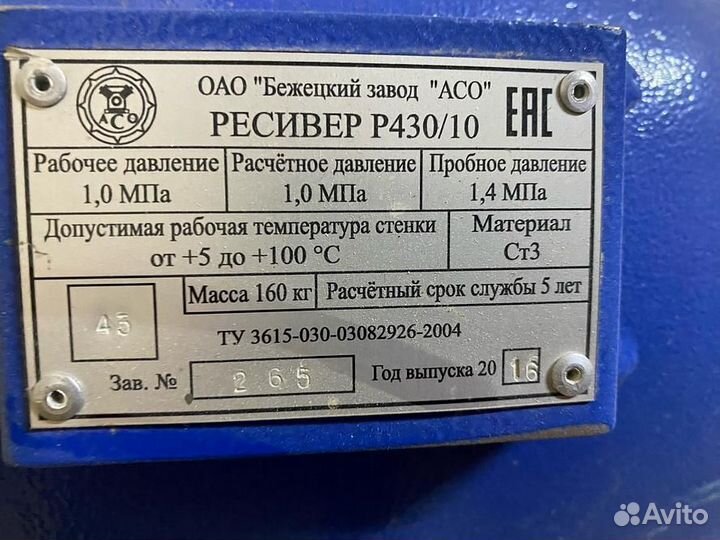 АСО
ОАО "Бежецкий завод "АСО"
РЕСИВЕР Р430/10
ЕАС
Рабочее давление
1,0 МПа
Расчётное давление
1,0 МПа
Пробное давление
1,4 МПа
Допустимая рабочая температура стенки
от +5 до +100 °С
Материал
Ст3
45
Масса 160 кг
Расчётный срок службы 5 лет
ТУ 3615-030-03082926-2004
Зав. № 265
Год выпуска 20 16
Avito